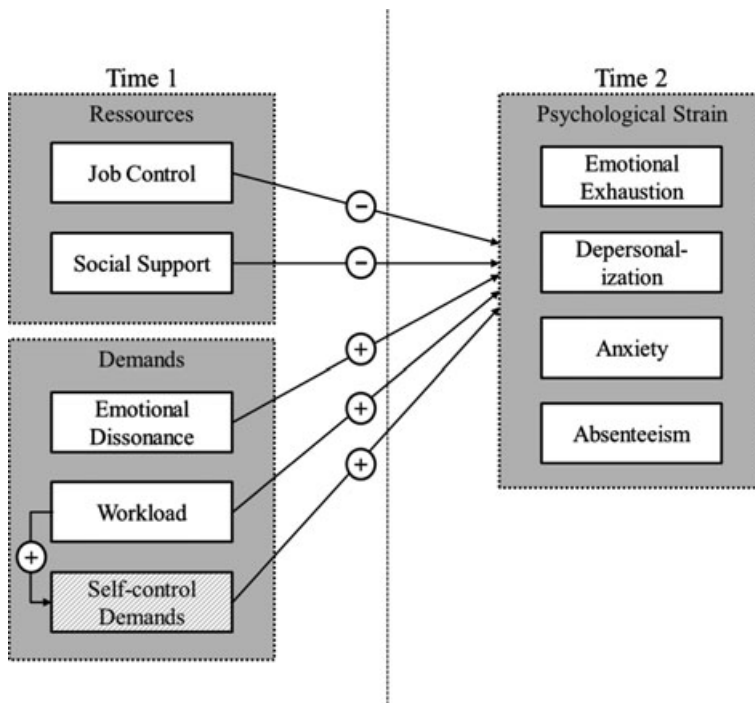 Time 1
Ressources
Job Control
Social Support
−
−
Demands
Emotional
Dissonance
Workload
Self-control
Demands
+
+
+
+
Time 2
Psychological Strain
Emotional
Exhaustion
Depersonal-
ization
Anxiety
Absenteeism